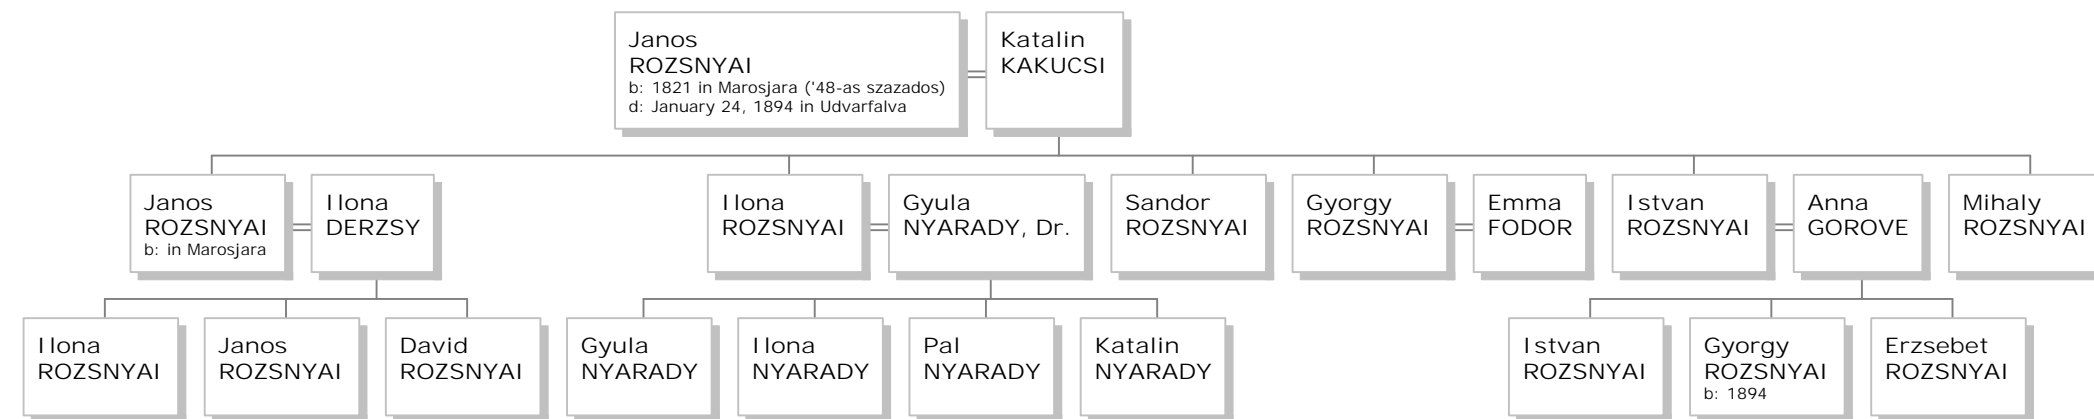 Janos
ROZSNYAI
b: 1821 in Marosjara ('48-as szazados)
d: January 24, 1894 in Udvarfalva
Katalin
KAKUCSI
Janos
ROZSNYAI
b: in Marosjara
Ilona
DERZSY
Ilona
ROZSNYAI
Gyula
NYARADY, Dr.
Sandor
ROZSNYAI
Gyorgy
ROZSNYAI
Emma
FODOR
Istvan
ROZSNYAI
Anna
GOROVE
Mihaly
ROZSNYAI
Ilona
ROZSNYAI
Janos
ROZSNYAI
David
ROZSNYAI
Gyula
NYARADY
Ilona
NYARADY
Pal
NYARADY
Katalin
NYARADY
Istvan
ROZSNYAI
Gyorgy
ROZSNYAI
b: 1894
Erzsebet
ROZSNYAI